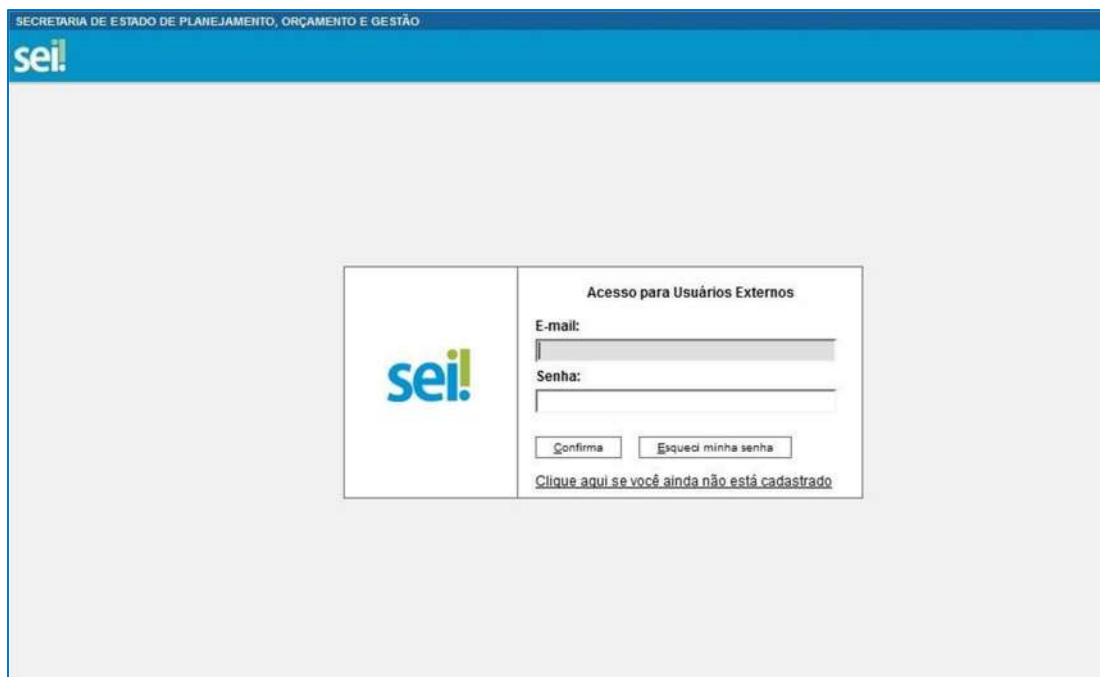 SECRETARIA DE ESTADO DE PLANEJAMENTO, ORÇAMENTO E GESTÃO
sei!
Acesso para Usuários Externos
E-mail:
sei!
Senha:
Confirma Esqueci minha senha
Clique aqui se você ainda não está cadastrado